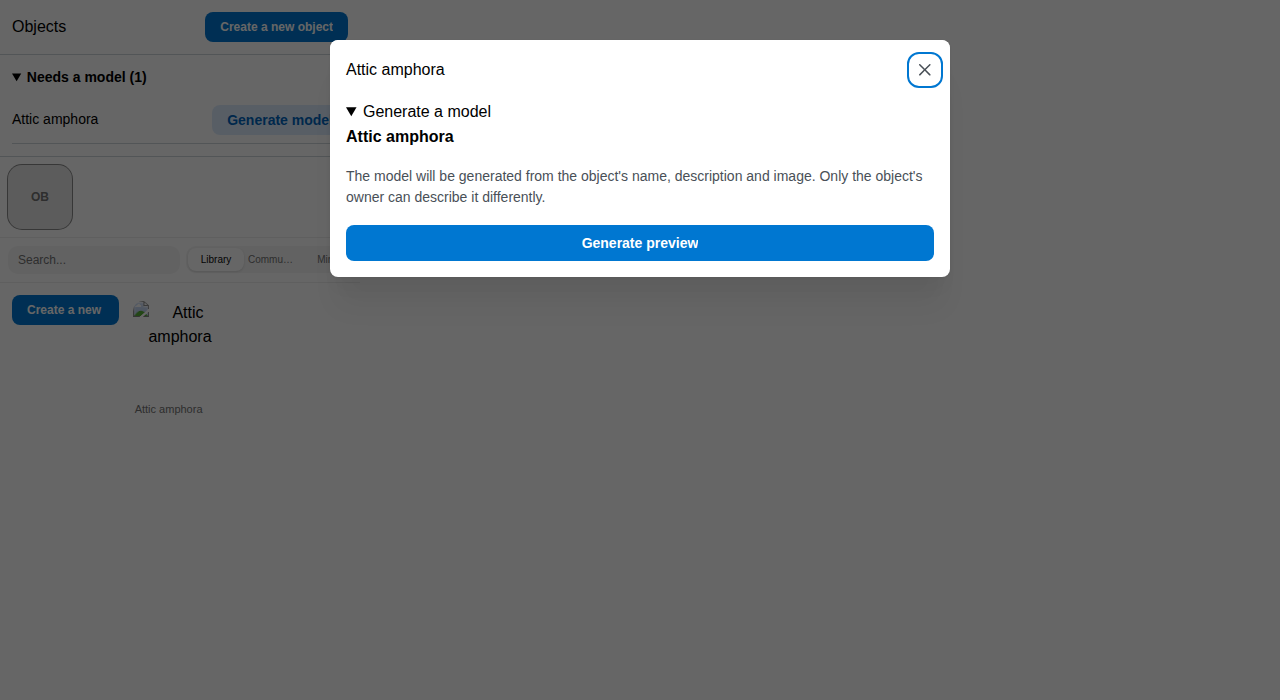 Objects
Create a new object
Needs a model (1)
Attic amphora
Generate mode
OB
Search...
Library
Commu...
Attic amphora
Generate a model
Attic amphora
The model will be generated from the object's name, description and image. Only the object's
owner can describe it differently.
Generate preview
Create a new
Attic
amphora
Attic amphora